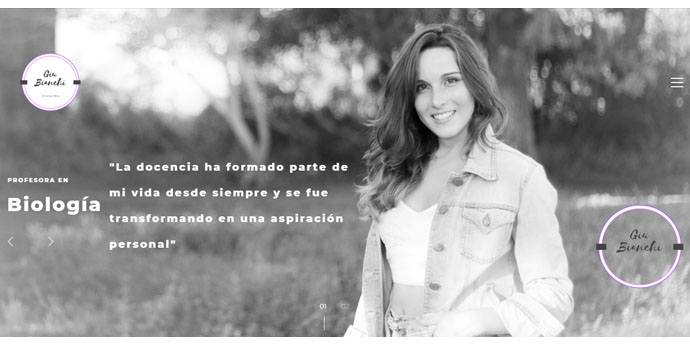 Giu
Bianchi
PROFESORA EN
Biología
"La docencia ha formado parte de
mi vida desde siempre y se fue
transformando en una aspiración
personal"
Giu
Bianchi
01
02